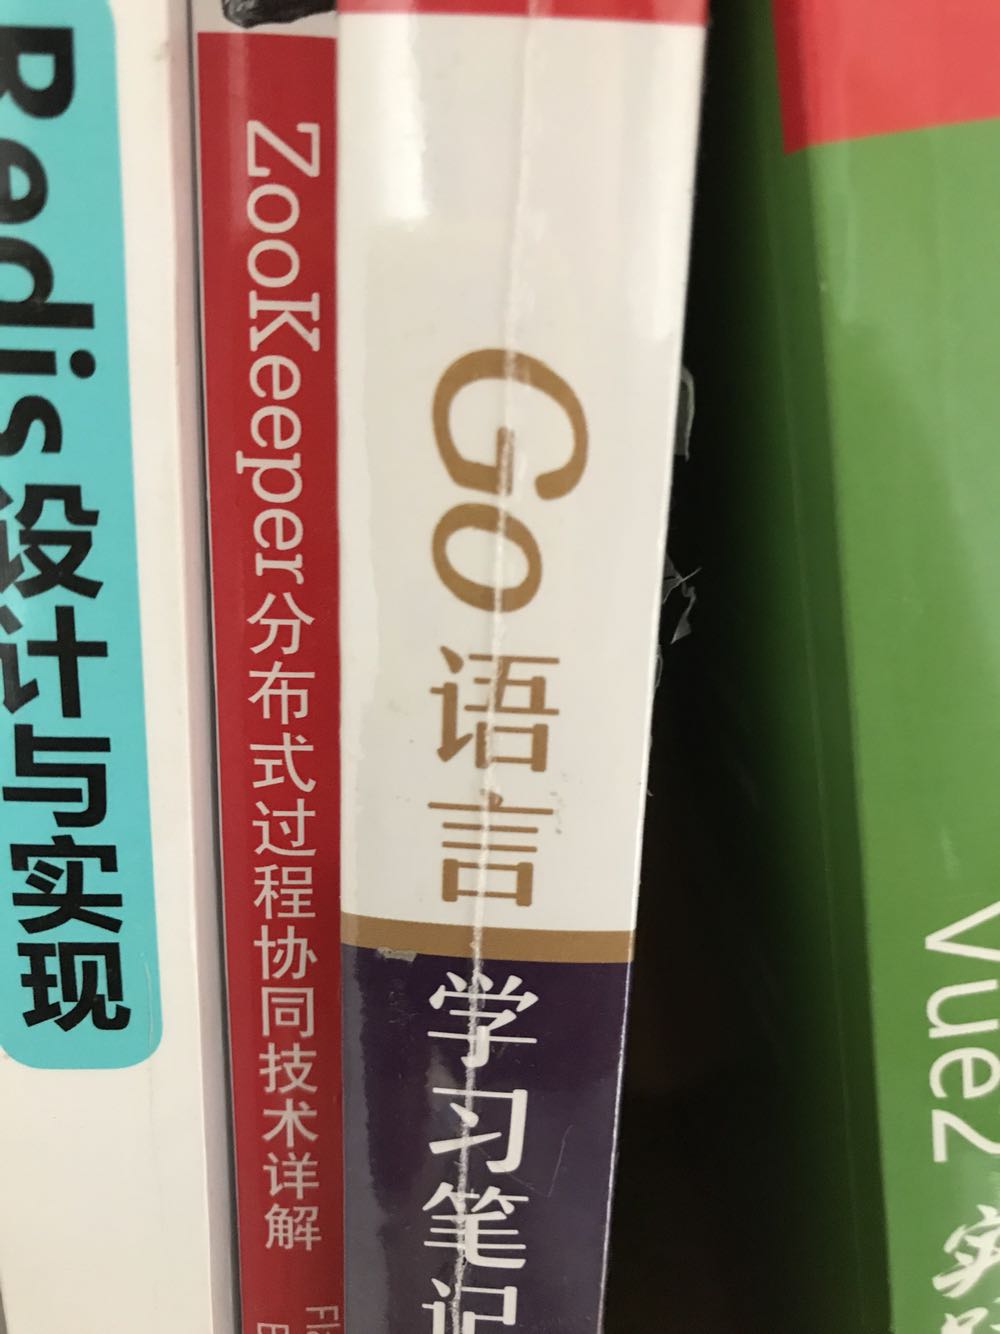 Redis设计与实现
ZooKeeper分布式过程协同技术详解
Go语言
学习笔记
Vue2